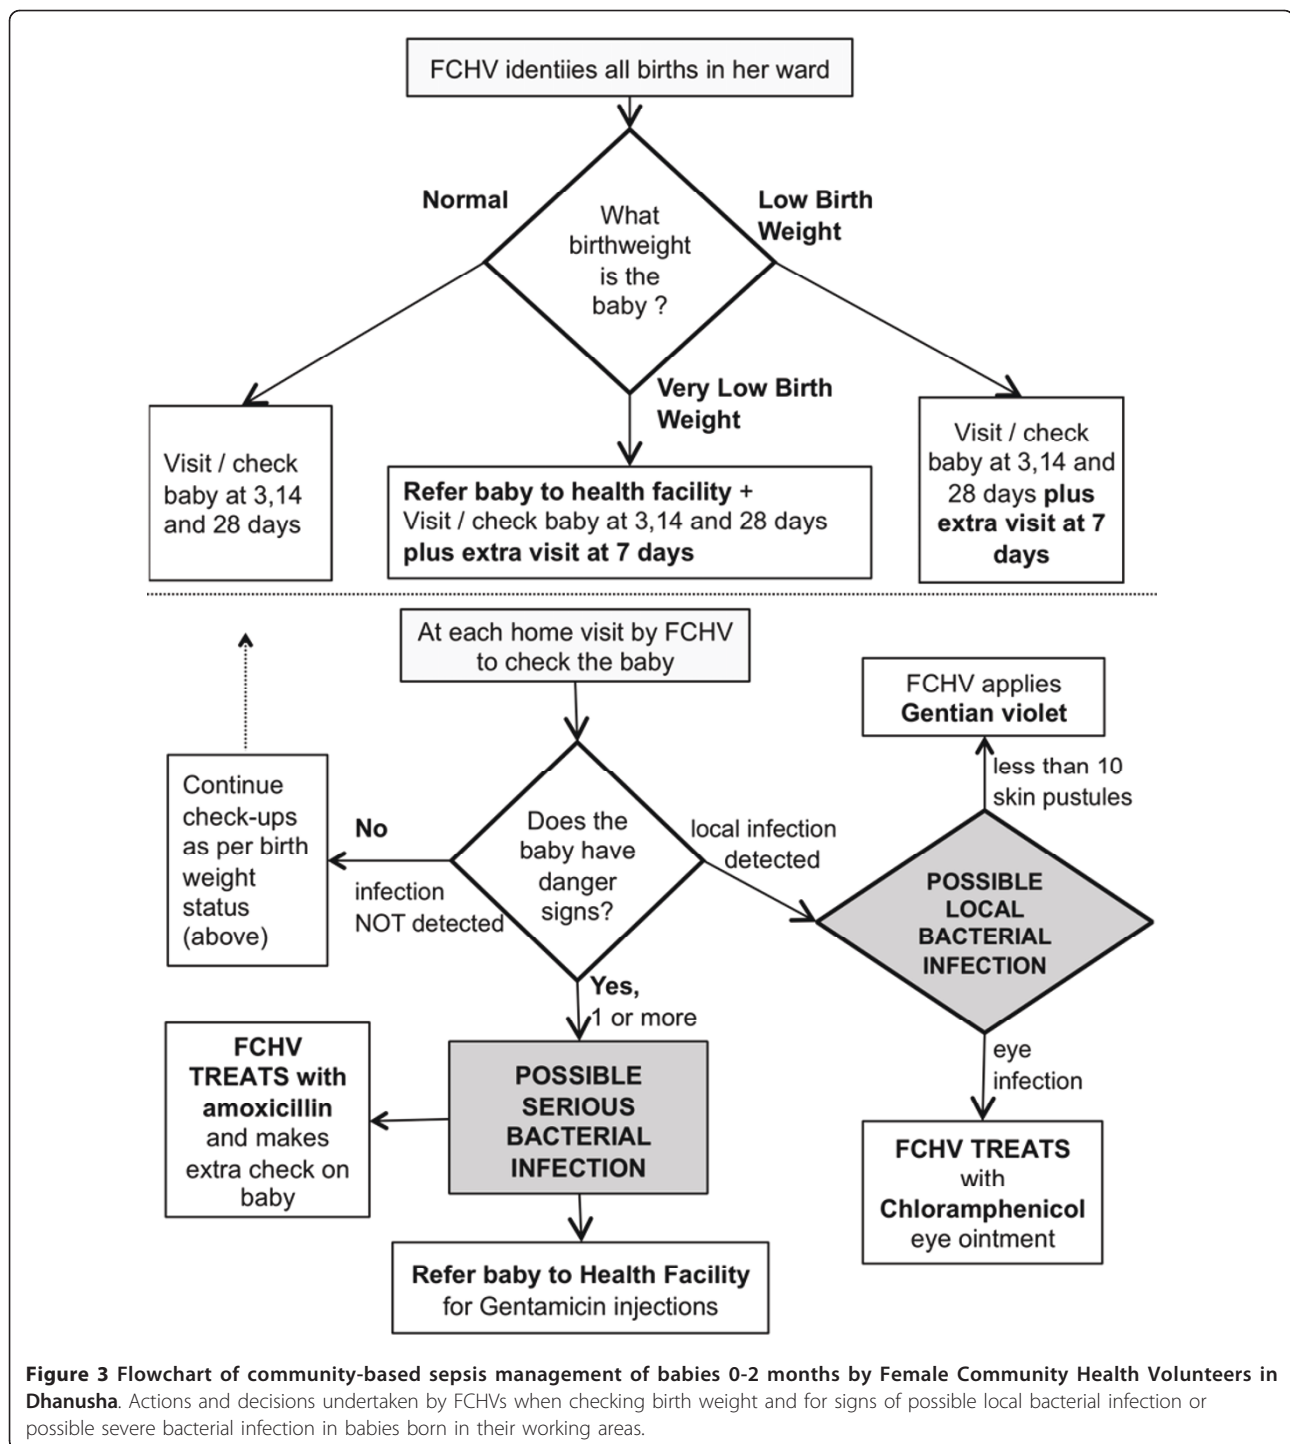 FCHV identiies all births in her ward
Normal
Low Birth
Weight
What
birthweight
is the
baby ?
Very Low Birth
Weight
Visit / check
baby at 3,14
and 28 days
Refer baby to health facility +
Visit / check baby at 3,14 and 28 days
plus extra visit at 7 days
Visit / check
baby at 3,14 and
28 days plus
extra visit at 7
days
At each home visit by FCHV
to check the baby
FCHV applies
Gentian violet
less than 10
skin pustules
Continue
check-ups
as per birth
weight
status
(above)
No
infection
NOT detected
Does the
baby have
danger
signs?
local infection
detected
POSSIBLE
LOCAL
BACTERIAL
INFECTION
Yes,
1 or more
eye
infection
FCHV
TREATS with
amoxicillin
and makes
extra check on
baby
POSSIBLE
SERIOUS
BACTERIAL
INFECTION
FCHV TREATS
with
Chloramphenicol
eye ointment
Refer baby to Health Facility
for Gentamicin injections
Figure 3 Flowchart of community-based sepsis management of babies 0-2 months by Female Community Health Volunteers in
Dhanusha. Actions and decisions undertaken by FCHVs when checking birth weight and for signs of possible local bacterial infection or
possible severe bacterial infection in babies born in their working areas.